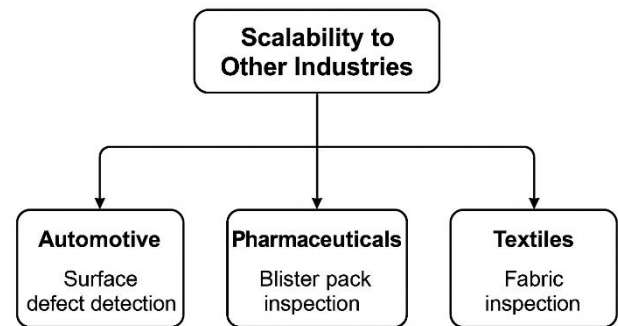 Scalability to
Other Industries
Automotive
Surface
defect detection
Pharmaceuticals
Blister pack
inspection
Textiles
Fabric
inspection